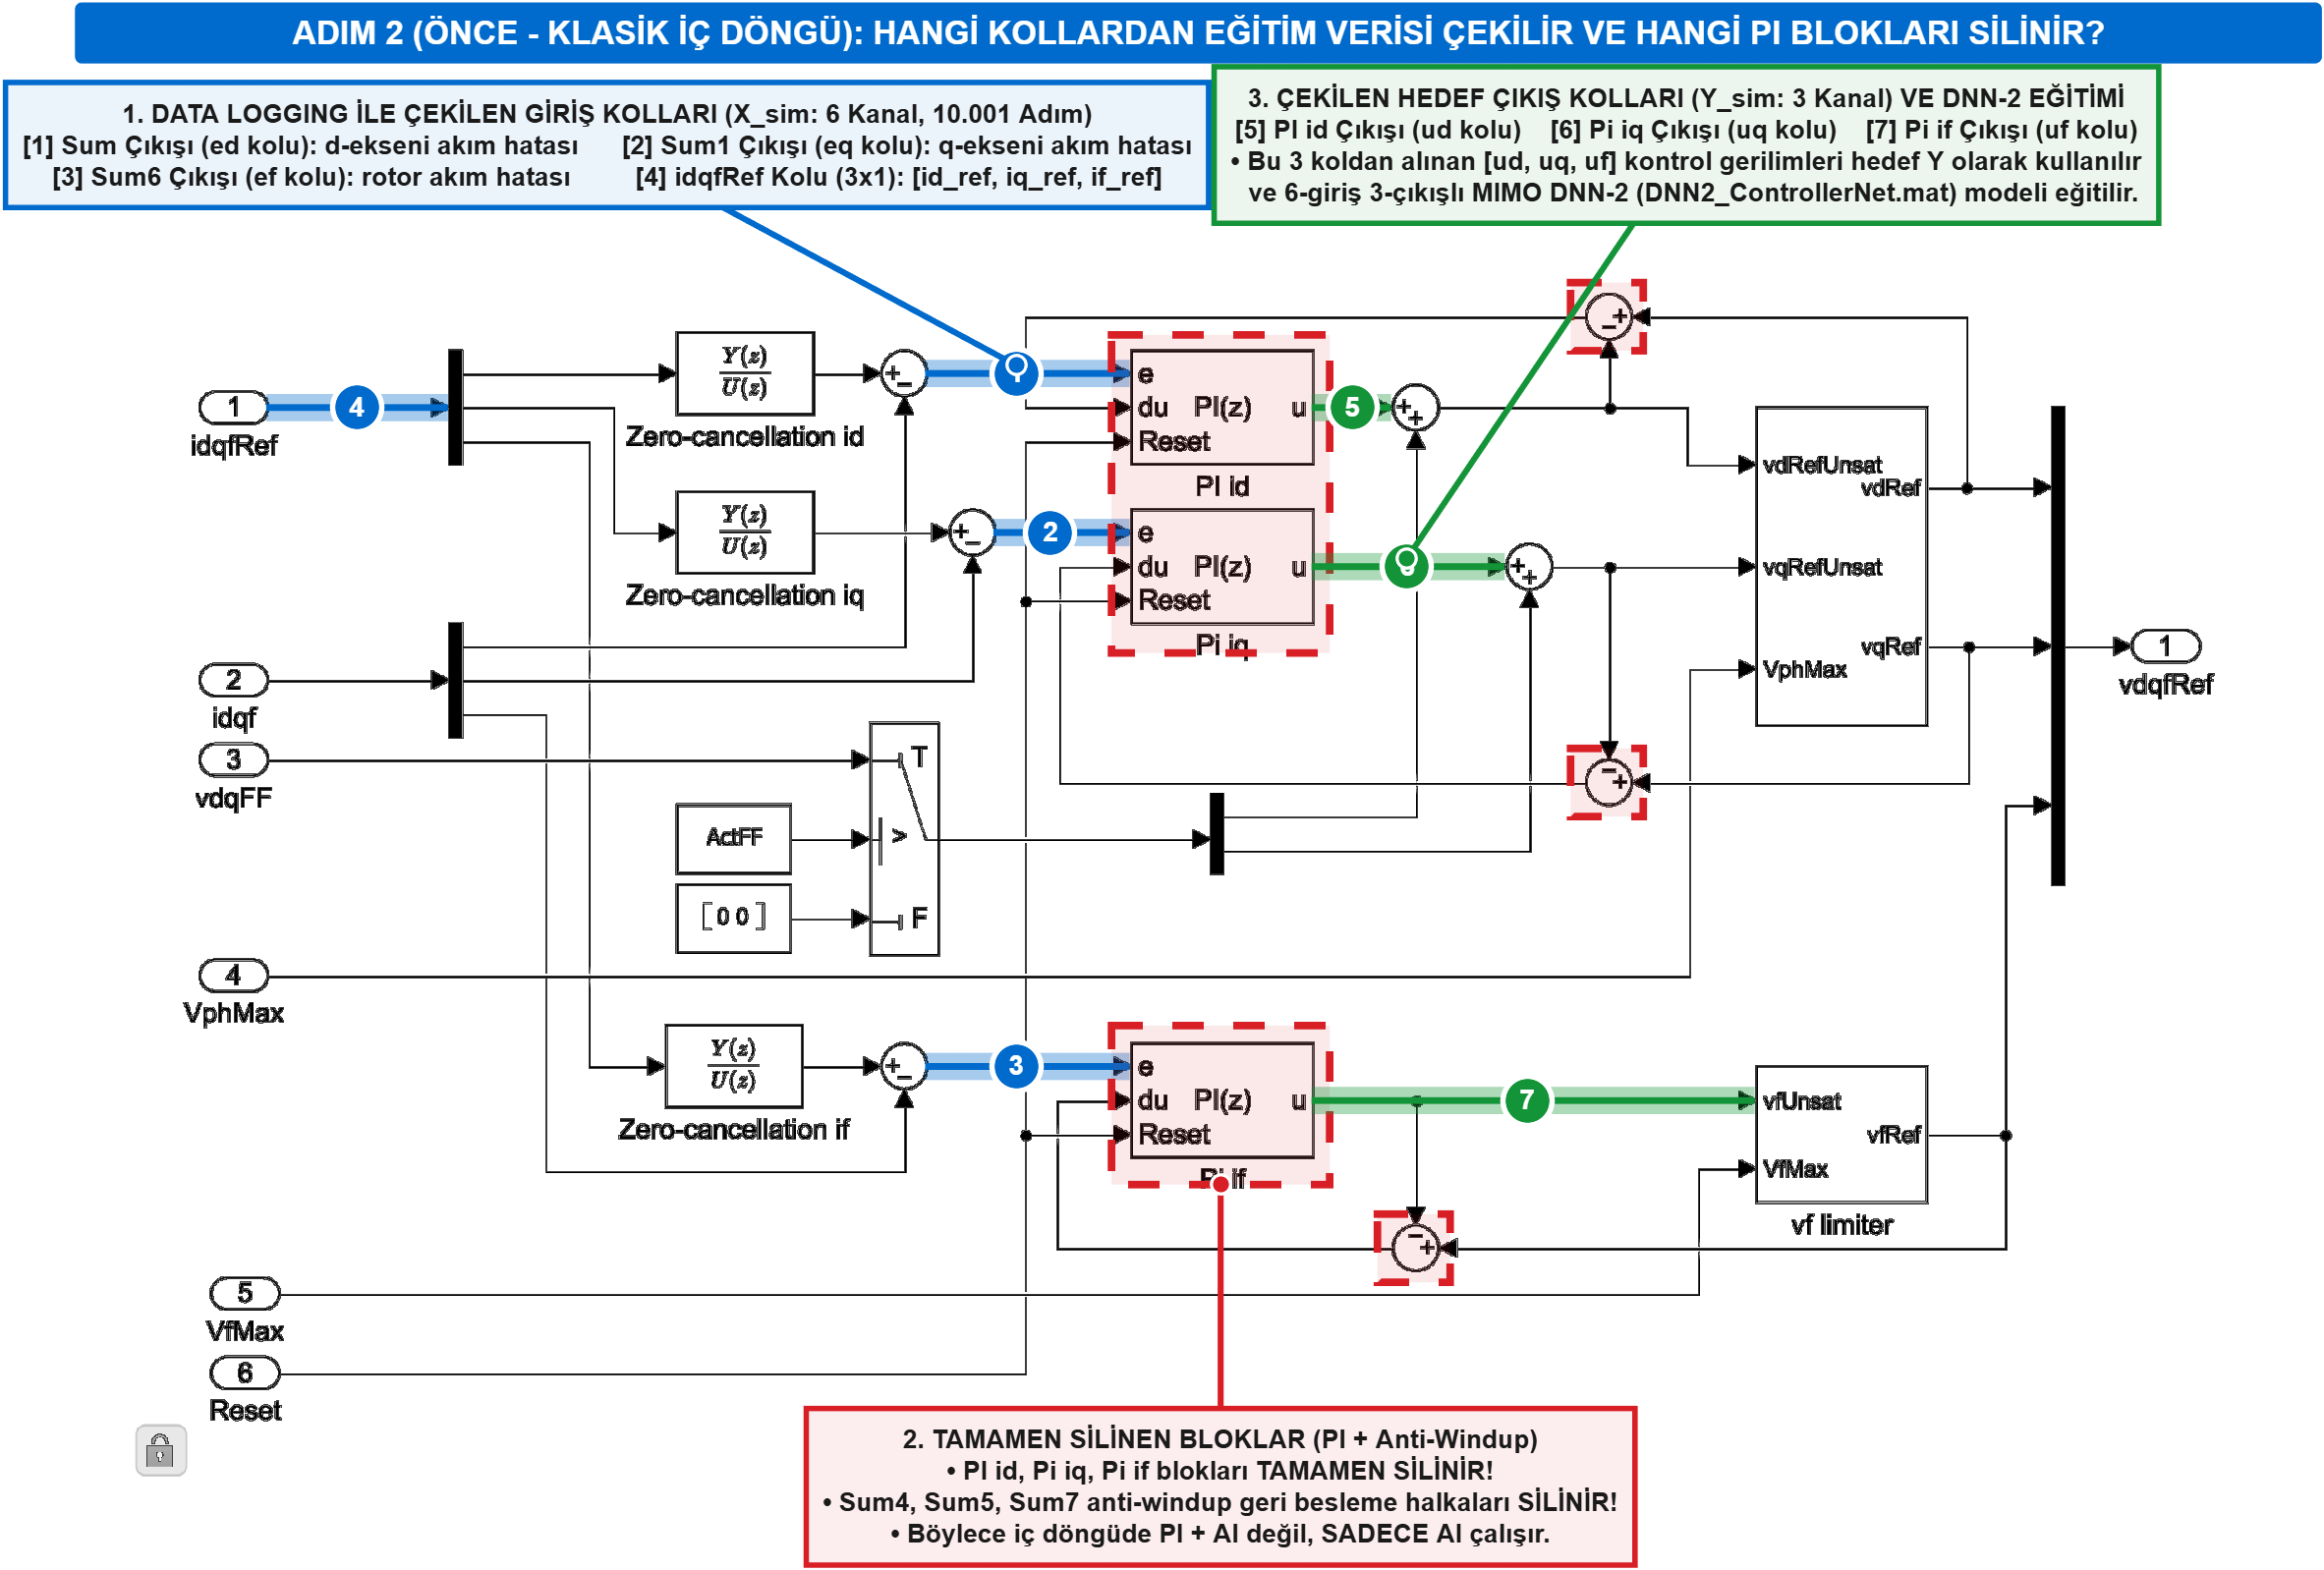 ADIM 2 (ÖNCE - KLASİK İÇ DÖNGÜ): HANGİ KOLLARDAN EĞİTİM VERİSİ ÇEKİLİR VE HANGİ PI BLOKLARI SİLİNİR?
1. DATA LOGGING İLE ÇEKİLEN GİRİŞ KOLLARI (X_sim: 6 Kanal, 10.001 Adım)
[1] Sum Çıkışı (ed kolu): d-ekseni akım hatası [2] Sum1 Çıkışı (eq kolu): q-ekseni akım hatası
[3] Sum6 Çıkışı (ef kolu): rotor akım hatası [4] idqfRef Kolu (3x1): [id_ref, iq_ref, if_ref]
3. ÇEKİLEN HEDEF ÇIKIŞ KOLLARI (Y_sim: 3 Kanal) VE DNN-2 EĞİTİMİ
[5] PI id Çıkışı (ud kolu) [6] Pi iq Çıkışı (uq kolu) [7] Pi if Çıkışı (uf kolu)
• Bu 3 koldan alınan [ud, uq, uf] kontrol gerilimleri hedef Y olarak kullanılır
ve 6-giriş 3-çıkışlı MIMO DNN-2 (DNN2_ControllerNet.mat) modeli eğitilir.
1
idqfRef
4
Y(z)
U(z)
Zero-cancellation id
+
−
e
du PI(z) u
Reset
PI id
5
+
+
−
+
vdRefUnsat
vdRef
Y(z)
U(z)
Zero-cancellation iq
+
−
2
e
du PI(z) u
Reset
Pi iq
+
+
vqRefUnsat
vqRef
VphMax
1
vdqfRef
2
idqf
3
vdqFF
T
ActFF
>
[0 0]
F
−
+
4
VphMax
Y(z)
U(z)
Zero-cancellation if
+
−
3
e
du PI(z) u
Reset
Pi if
7
vfUnsat
vfRef
VfMax
vf limiter
−
+
5
VfMax
6
Reset
2. TAMAMEN SİLİNEN BLOKLAR (PI + Anti-Windup)
• PI id, Pi iq, Pi if blokları TAMAMEN SİLİNİR!
• Sum4, Sum5, Sum7 anti-windup geri besleme halkaları SİLİNİR!
• Böylece iç döngüde PI + AI değil, SADECE AI çalışır.